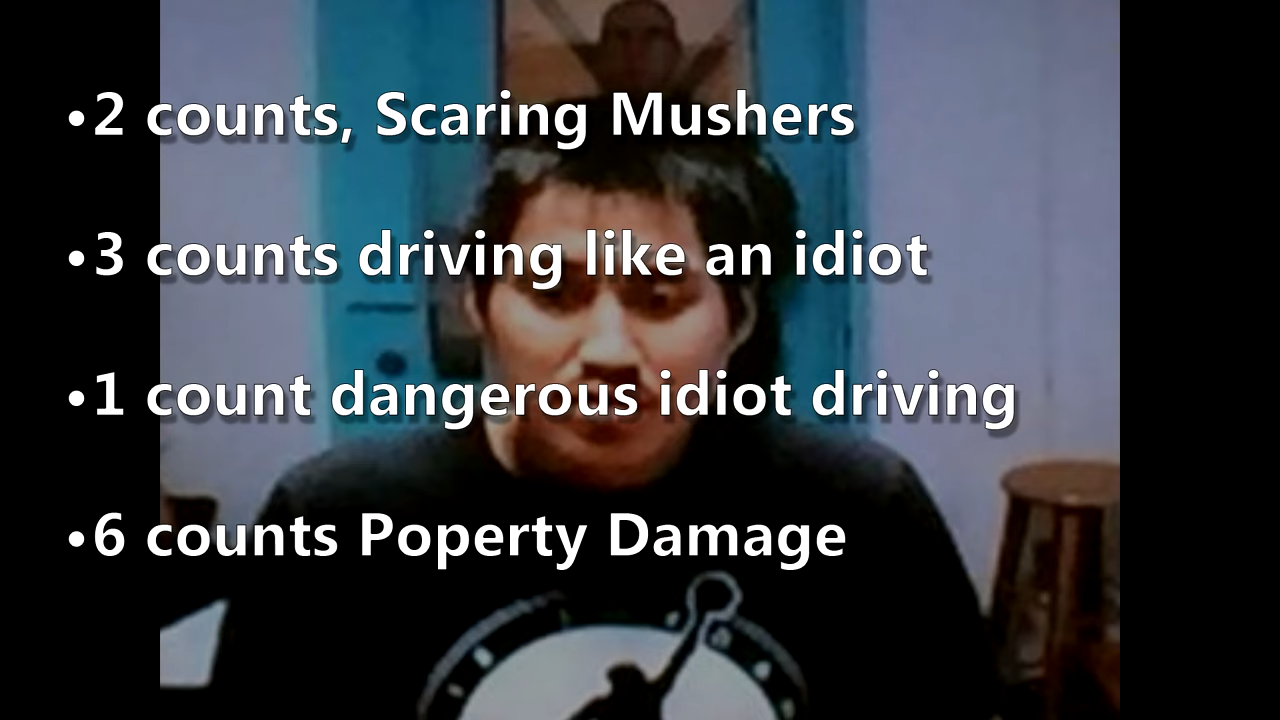 •2 counts, Scaring Mushers
•3 counts driving like an idiot
•1 count dangerous idiot driving
•6 counts Poperty Damage